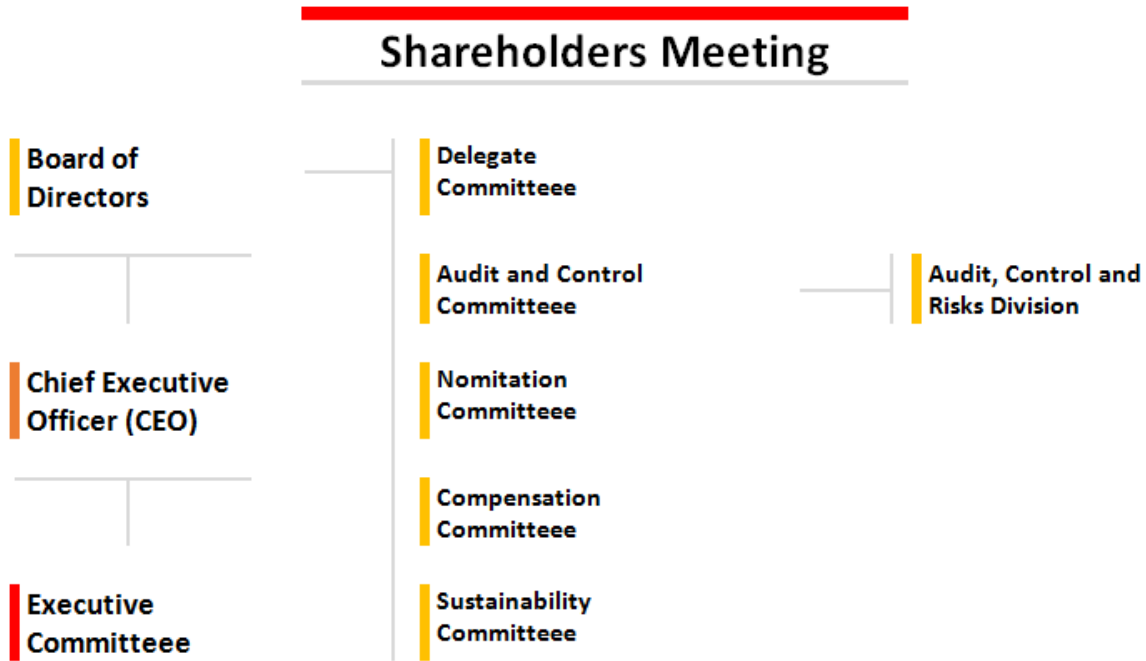 Shareholders Meeting
Board of
Directors
Delegate
Committeee
Audit and Control
Committeee
Audit, Control and
Risks Division
Chief Executive
Officer (CEO)
Nomitation
Committeee
Compensation
Committeee
Executive
Committeee
Sustainability
Committeee